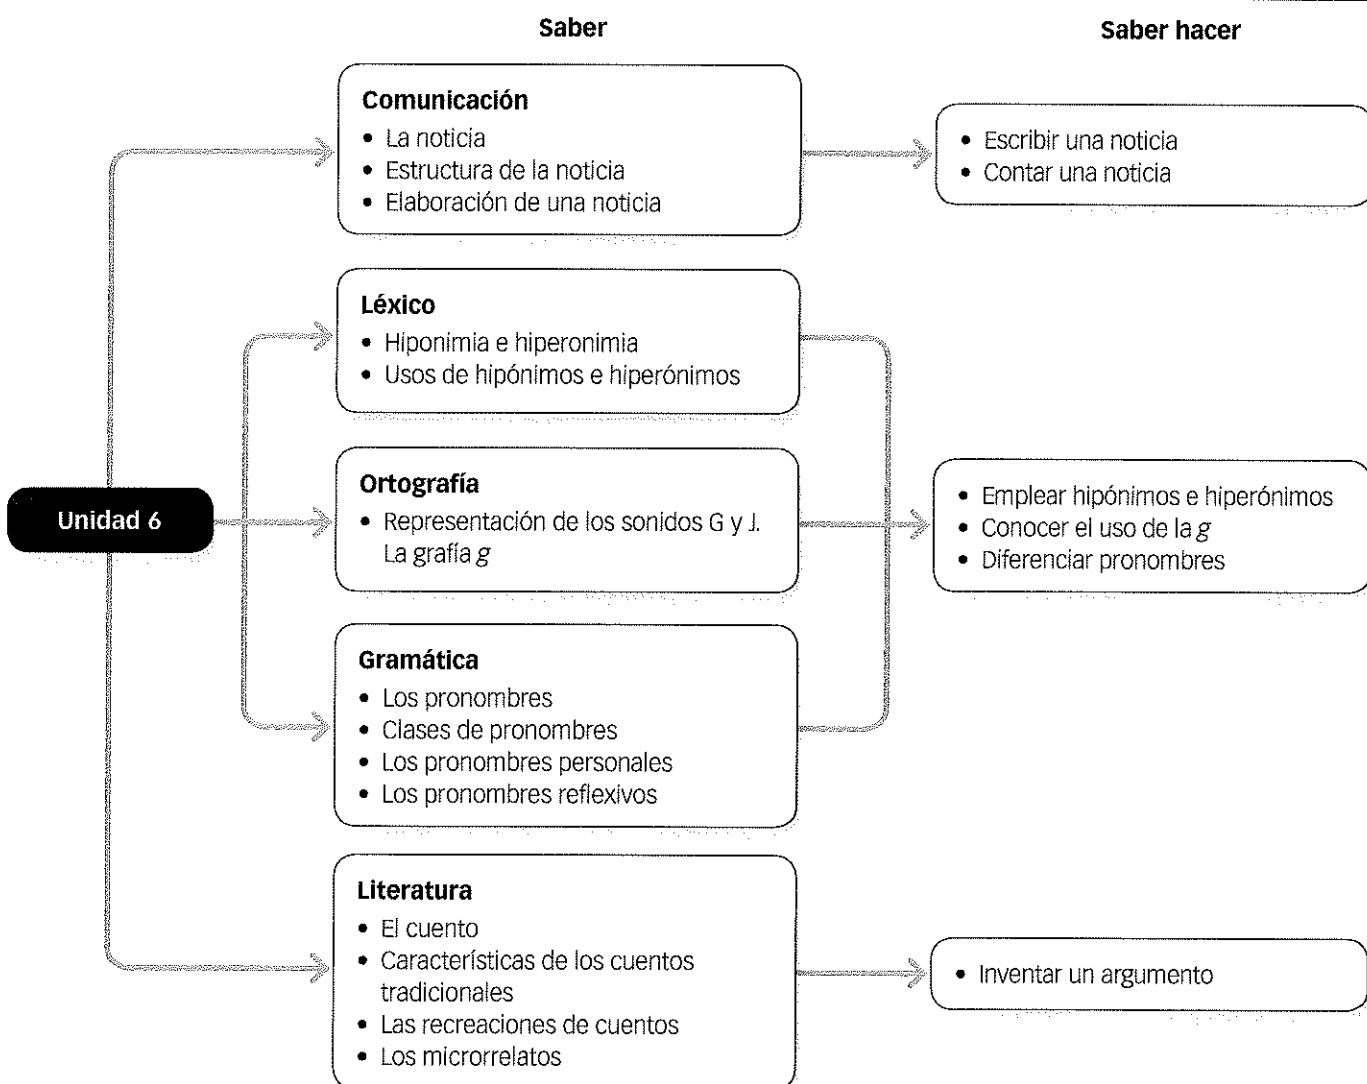 Saber
Saber hacer
Comunicación
• La noticia
• Estructura de la noticia
• Elaboración de una noticia
• Escribir una noticia
• Contar una noticia
Léxico
• Hiponimia e hiperonimia
• Usos de hipónimos e hiperónimos
Ortografía
• Representación de los sonidos G y J.
La grafía g
Unidad 6
• Emplear hipónimos e hiperónimos
• Conocer el uso de la g
• Diferenciar pronombres
Gramática
• Los pronombres
• Clases de pronombres
• Los pronombres personales
• Los pronombres reflexivos
Literatura
• El cuento
• Características de los cuentos
tradicionales
• Las recreaciones de cuentos
• Los microrrelatos
• Inventar un argumento